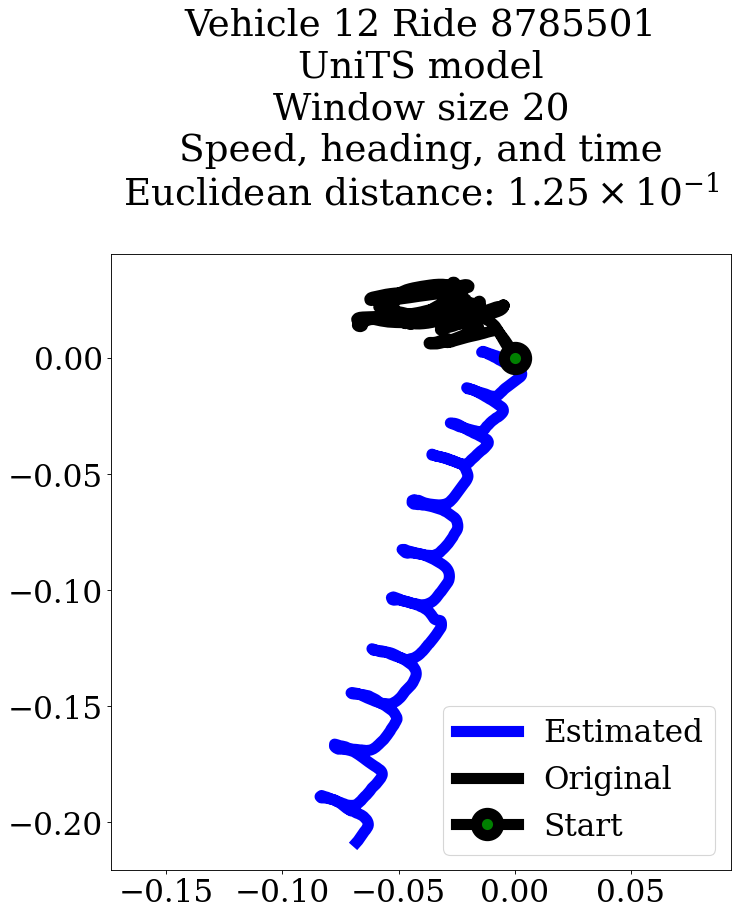 Vehicle 12 Ride 8785501
UniTS model
Window size 20
Speed, heading, and time
Euclidean distance: 1.25 × 10⁻¹
0.00
−0.05
−0.10
−0.15
−0.20
Estimated
Original
Start
−0.15 −0.10 −0.05 0.00 0.05